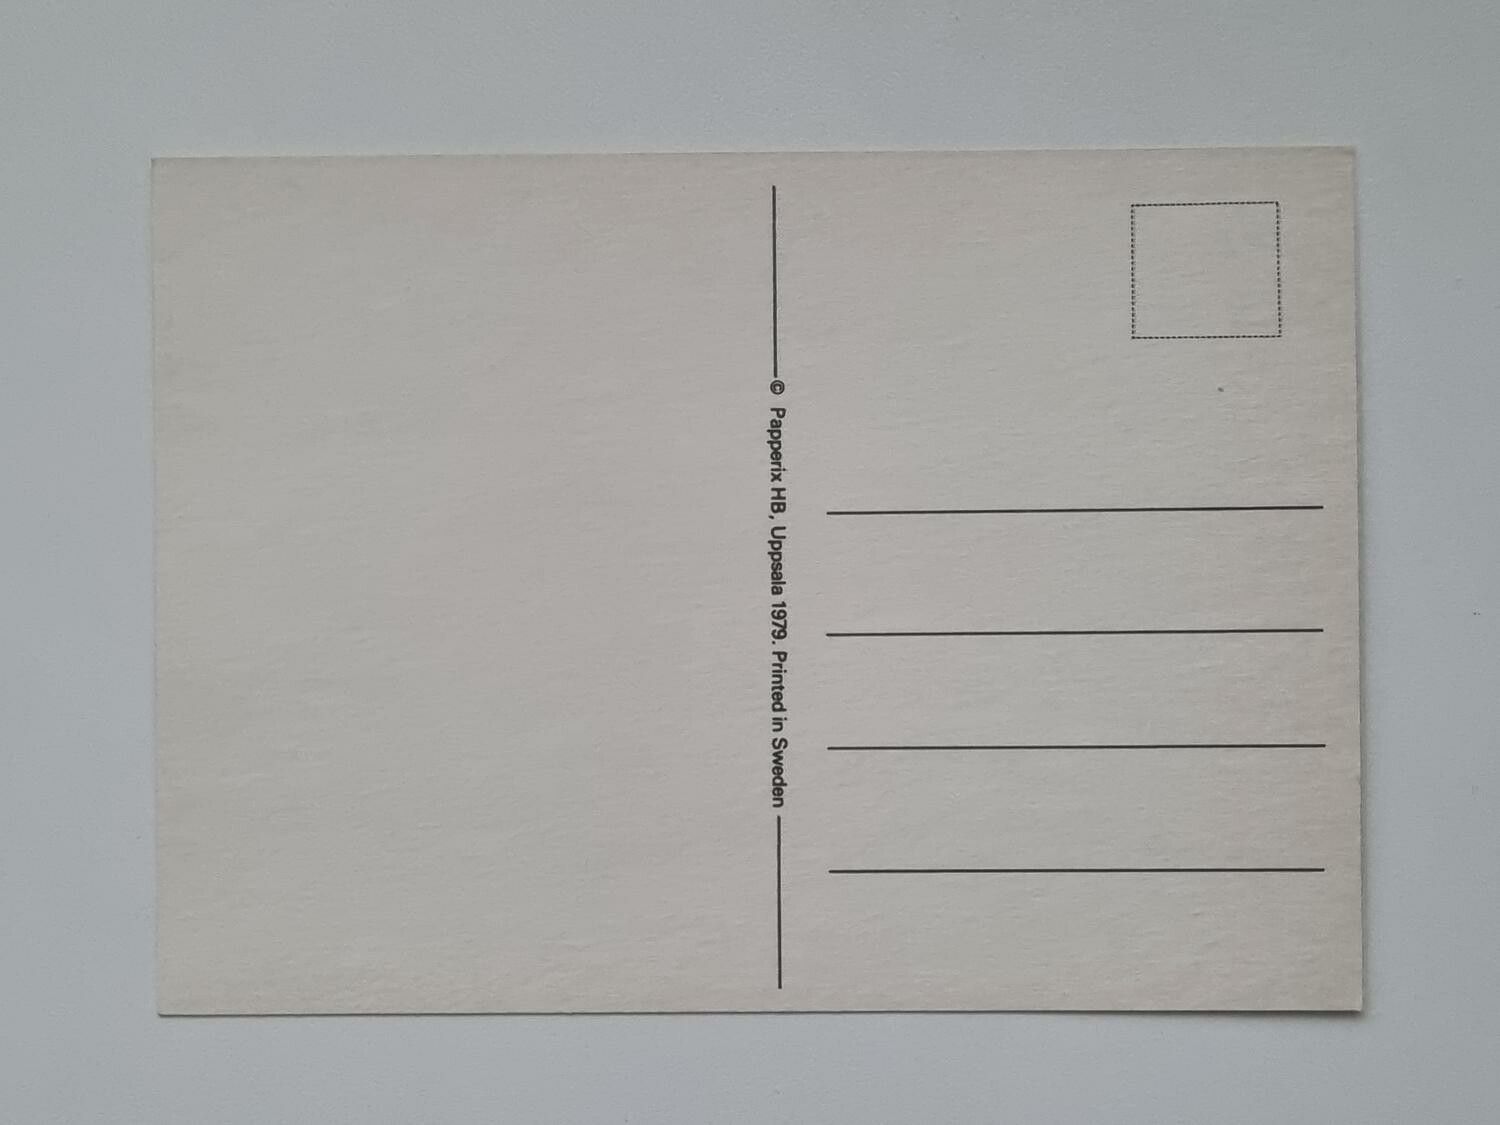 © Papperix HB, Uppsala 1979. Printed in Sweden